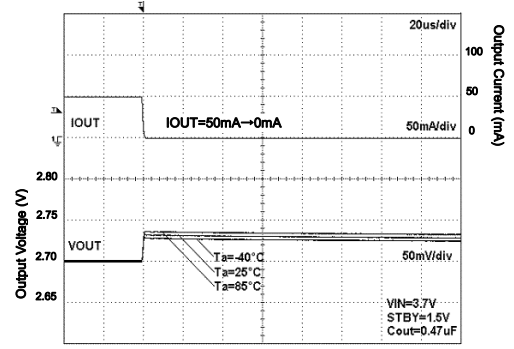 20us/div
100
50
0
Output Current (mA)
IOUT
IOUT=50mA→0mA
50mA/div
2.80
2.75
2.70
2.65
Output Voltage (V)
VOUT
50mV/div
Ta=-40°C
Ta=25°C
Ta=85°C
VIN=3.7V
STBY=1.5V
Cout=0.47uF